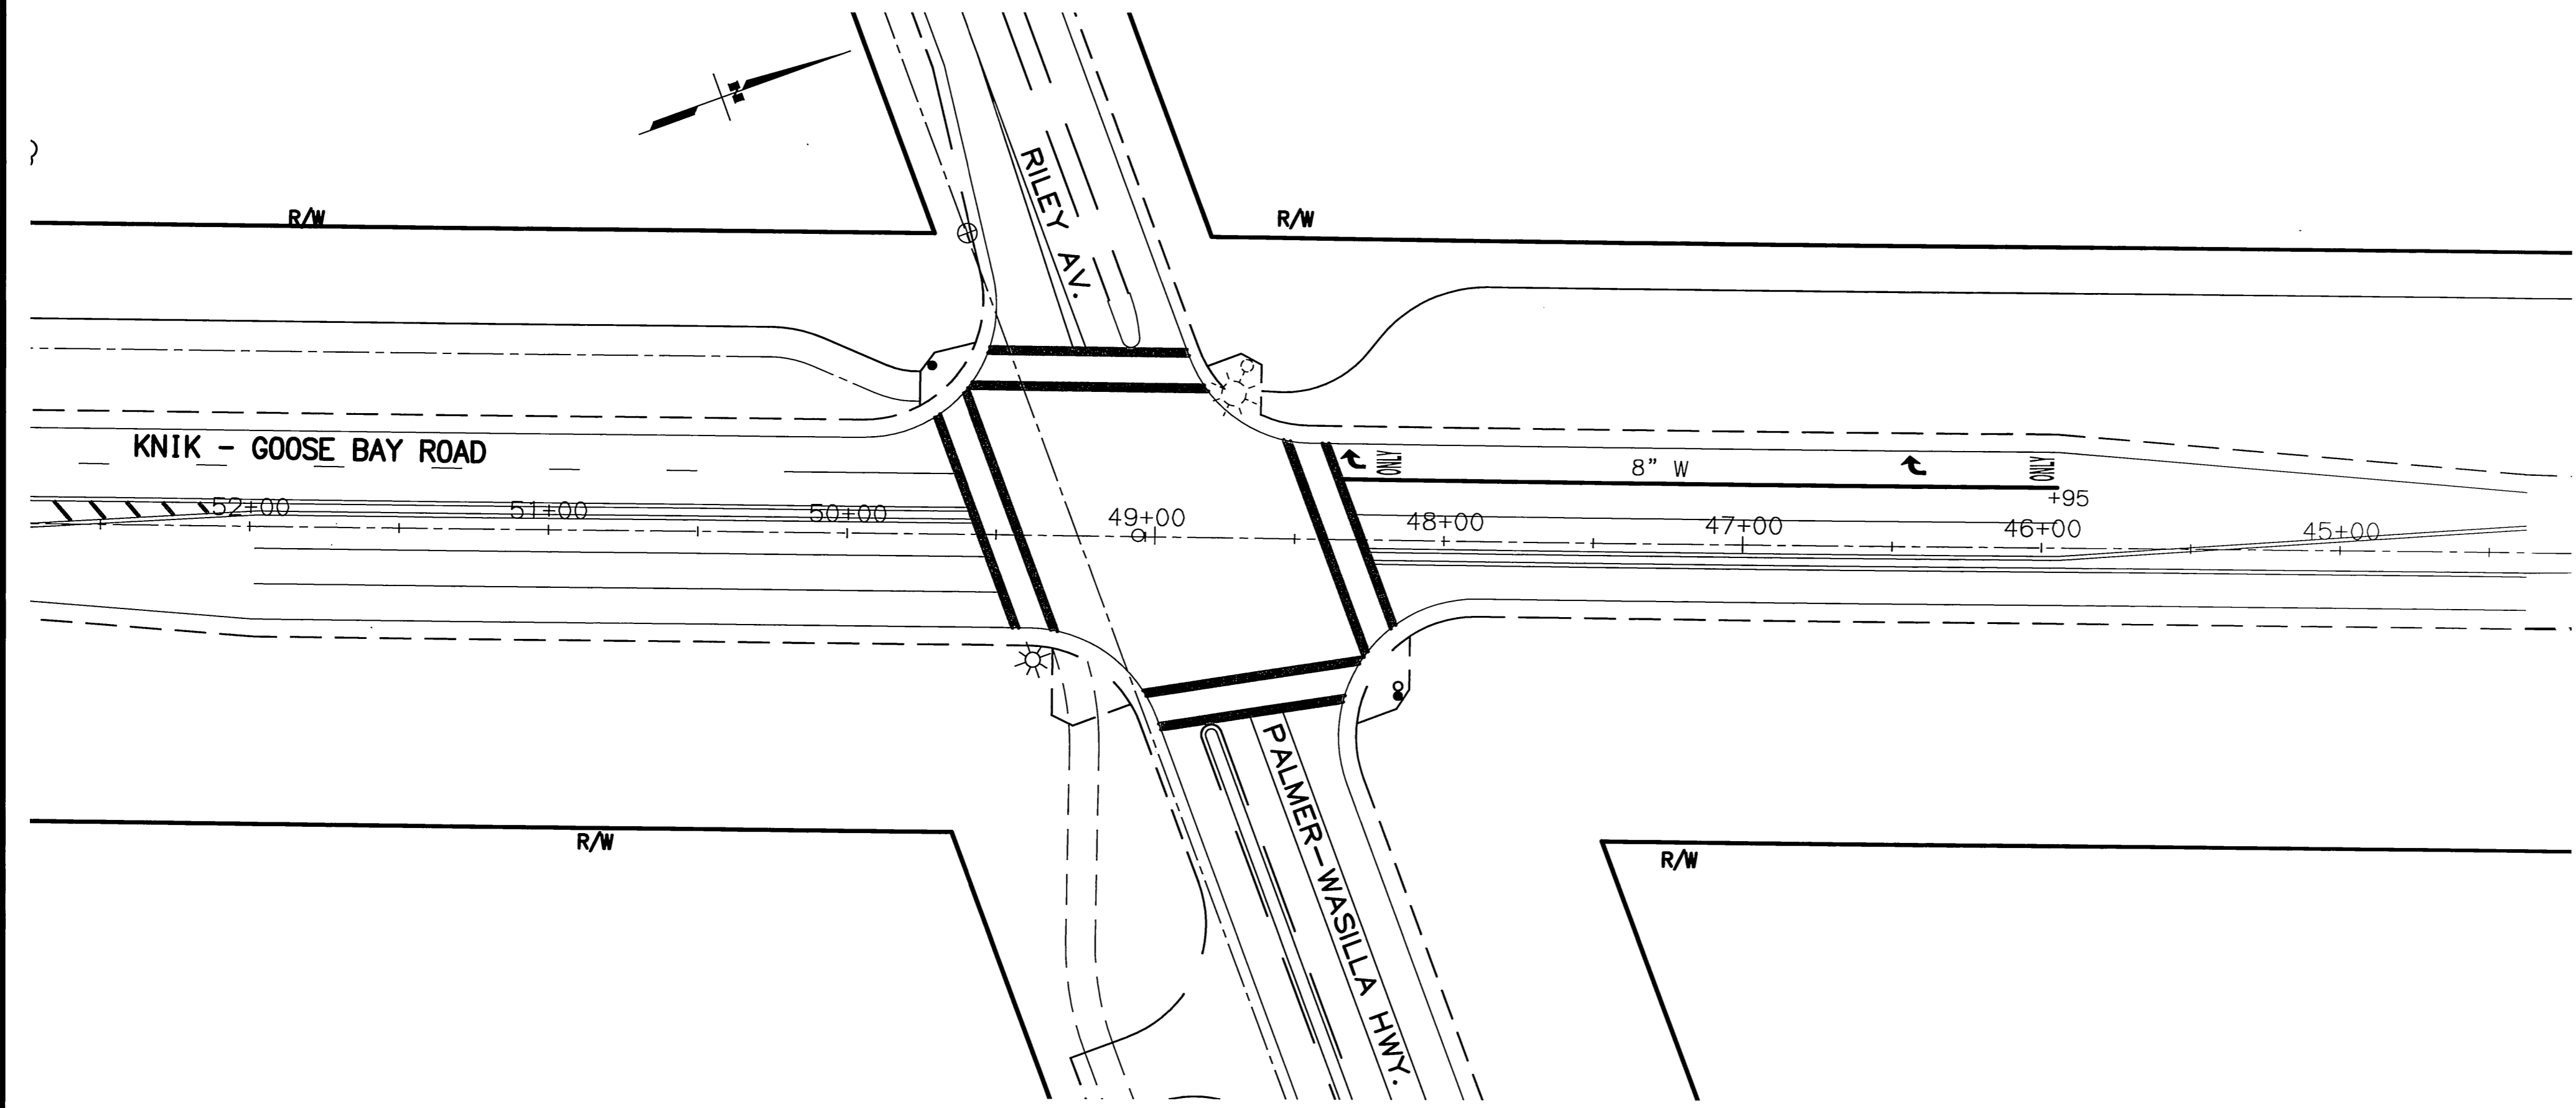 N
RILEY AV.
R/W
R/W
KNIK - GOOSE BAY ROAD
ONLY
8" W
ONLY
+95
52+00
51+00
50+00
49+00
48+00
47+00
46+00
45+00
PALMER-WASILLA HWY.
R/W
R/W